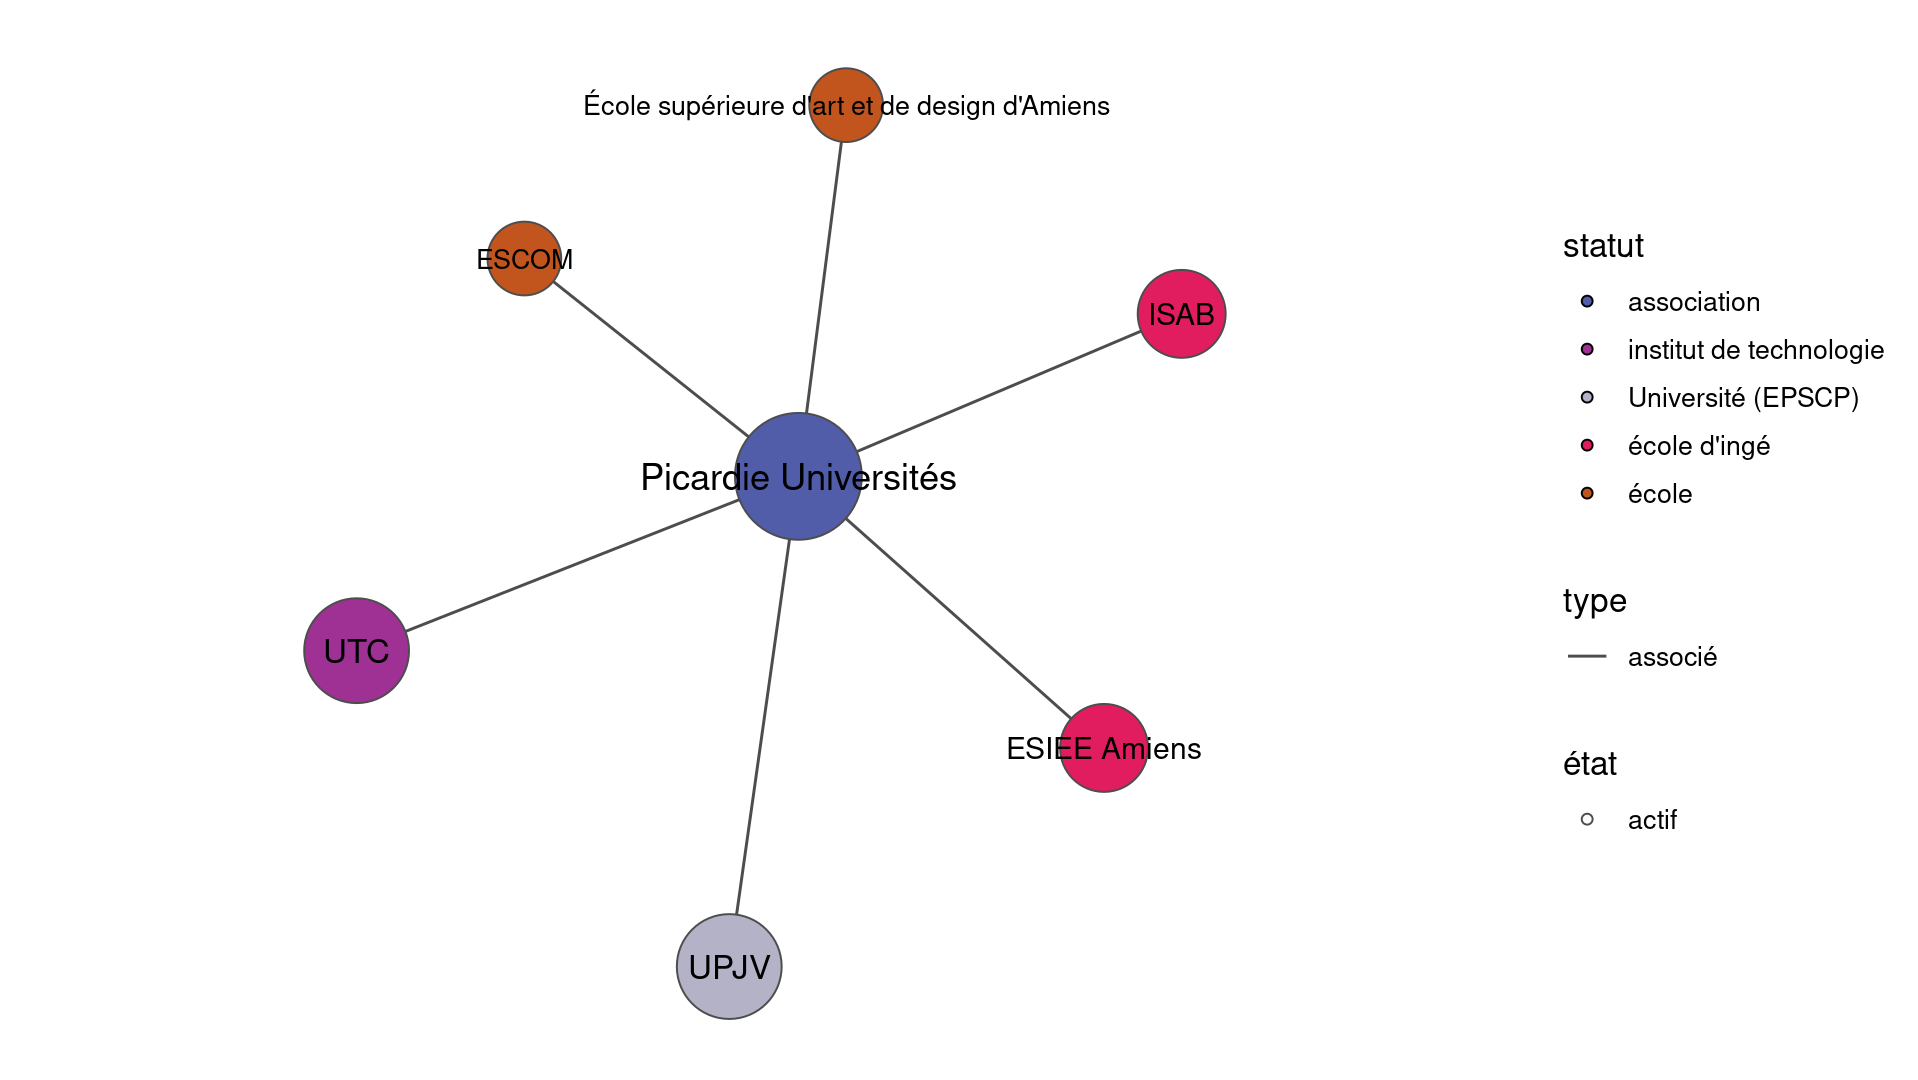 École supérieure d'art et de design d'Amiens
ESCOM
ISAB
Picardie Universités
UTC
ESIEE Amiens
UPJV
statut
association
institut de technologie
Université (EPSCP)
école d'ingé
école
type
associé
état
actif